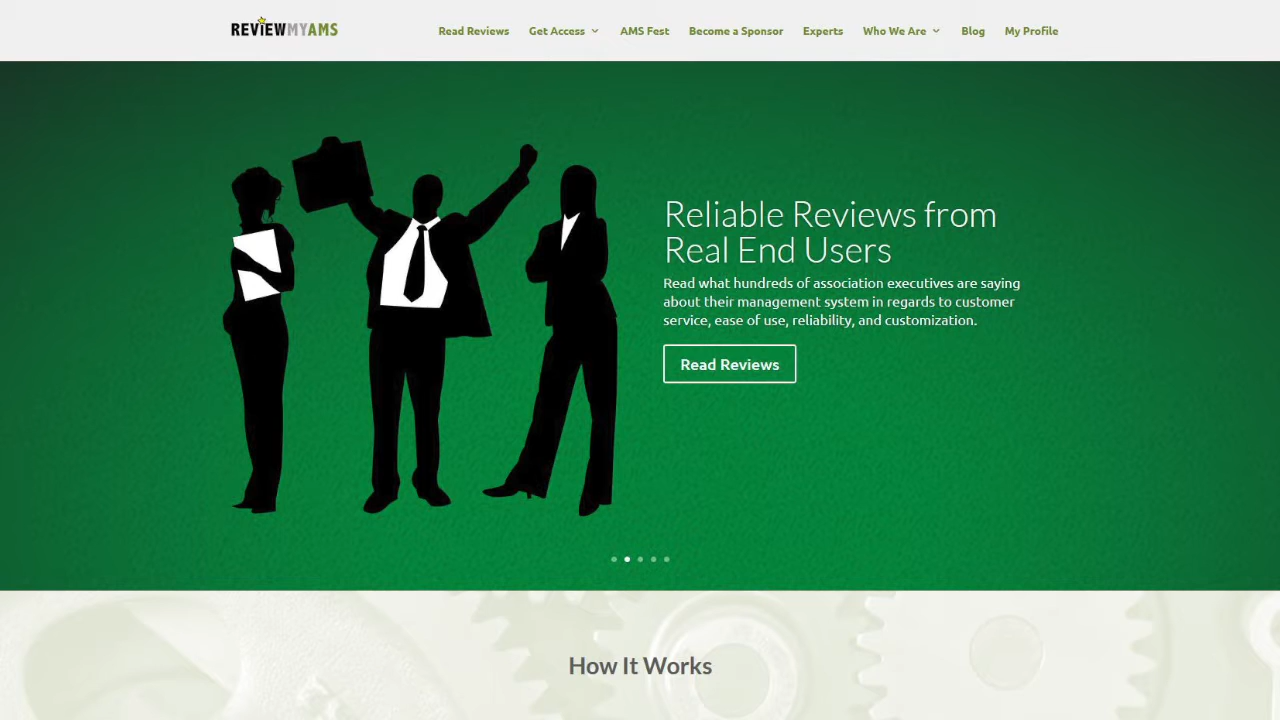 REVIEWMYAMS
Read Reviews
Get Access
AMS Fest
Become a Sponsor
Experts
Who We Are
Blog
My Profile
Reliable Reviews from
Real End Users
Read what hundreds of association executives are saying
about their management system in regards to customer
service, ease of use, reliability, and customization.
Read Reviews
How It Works